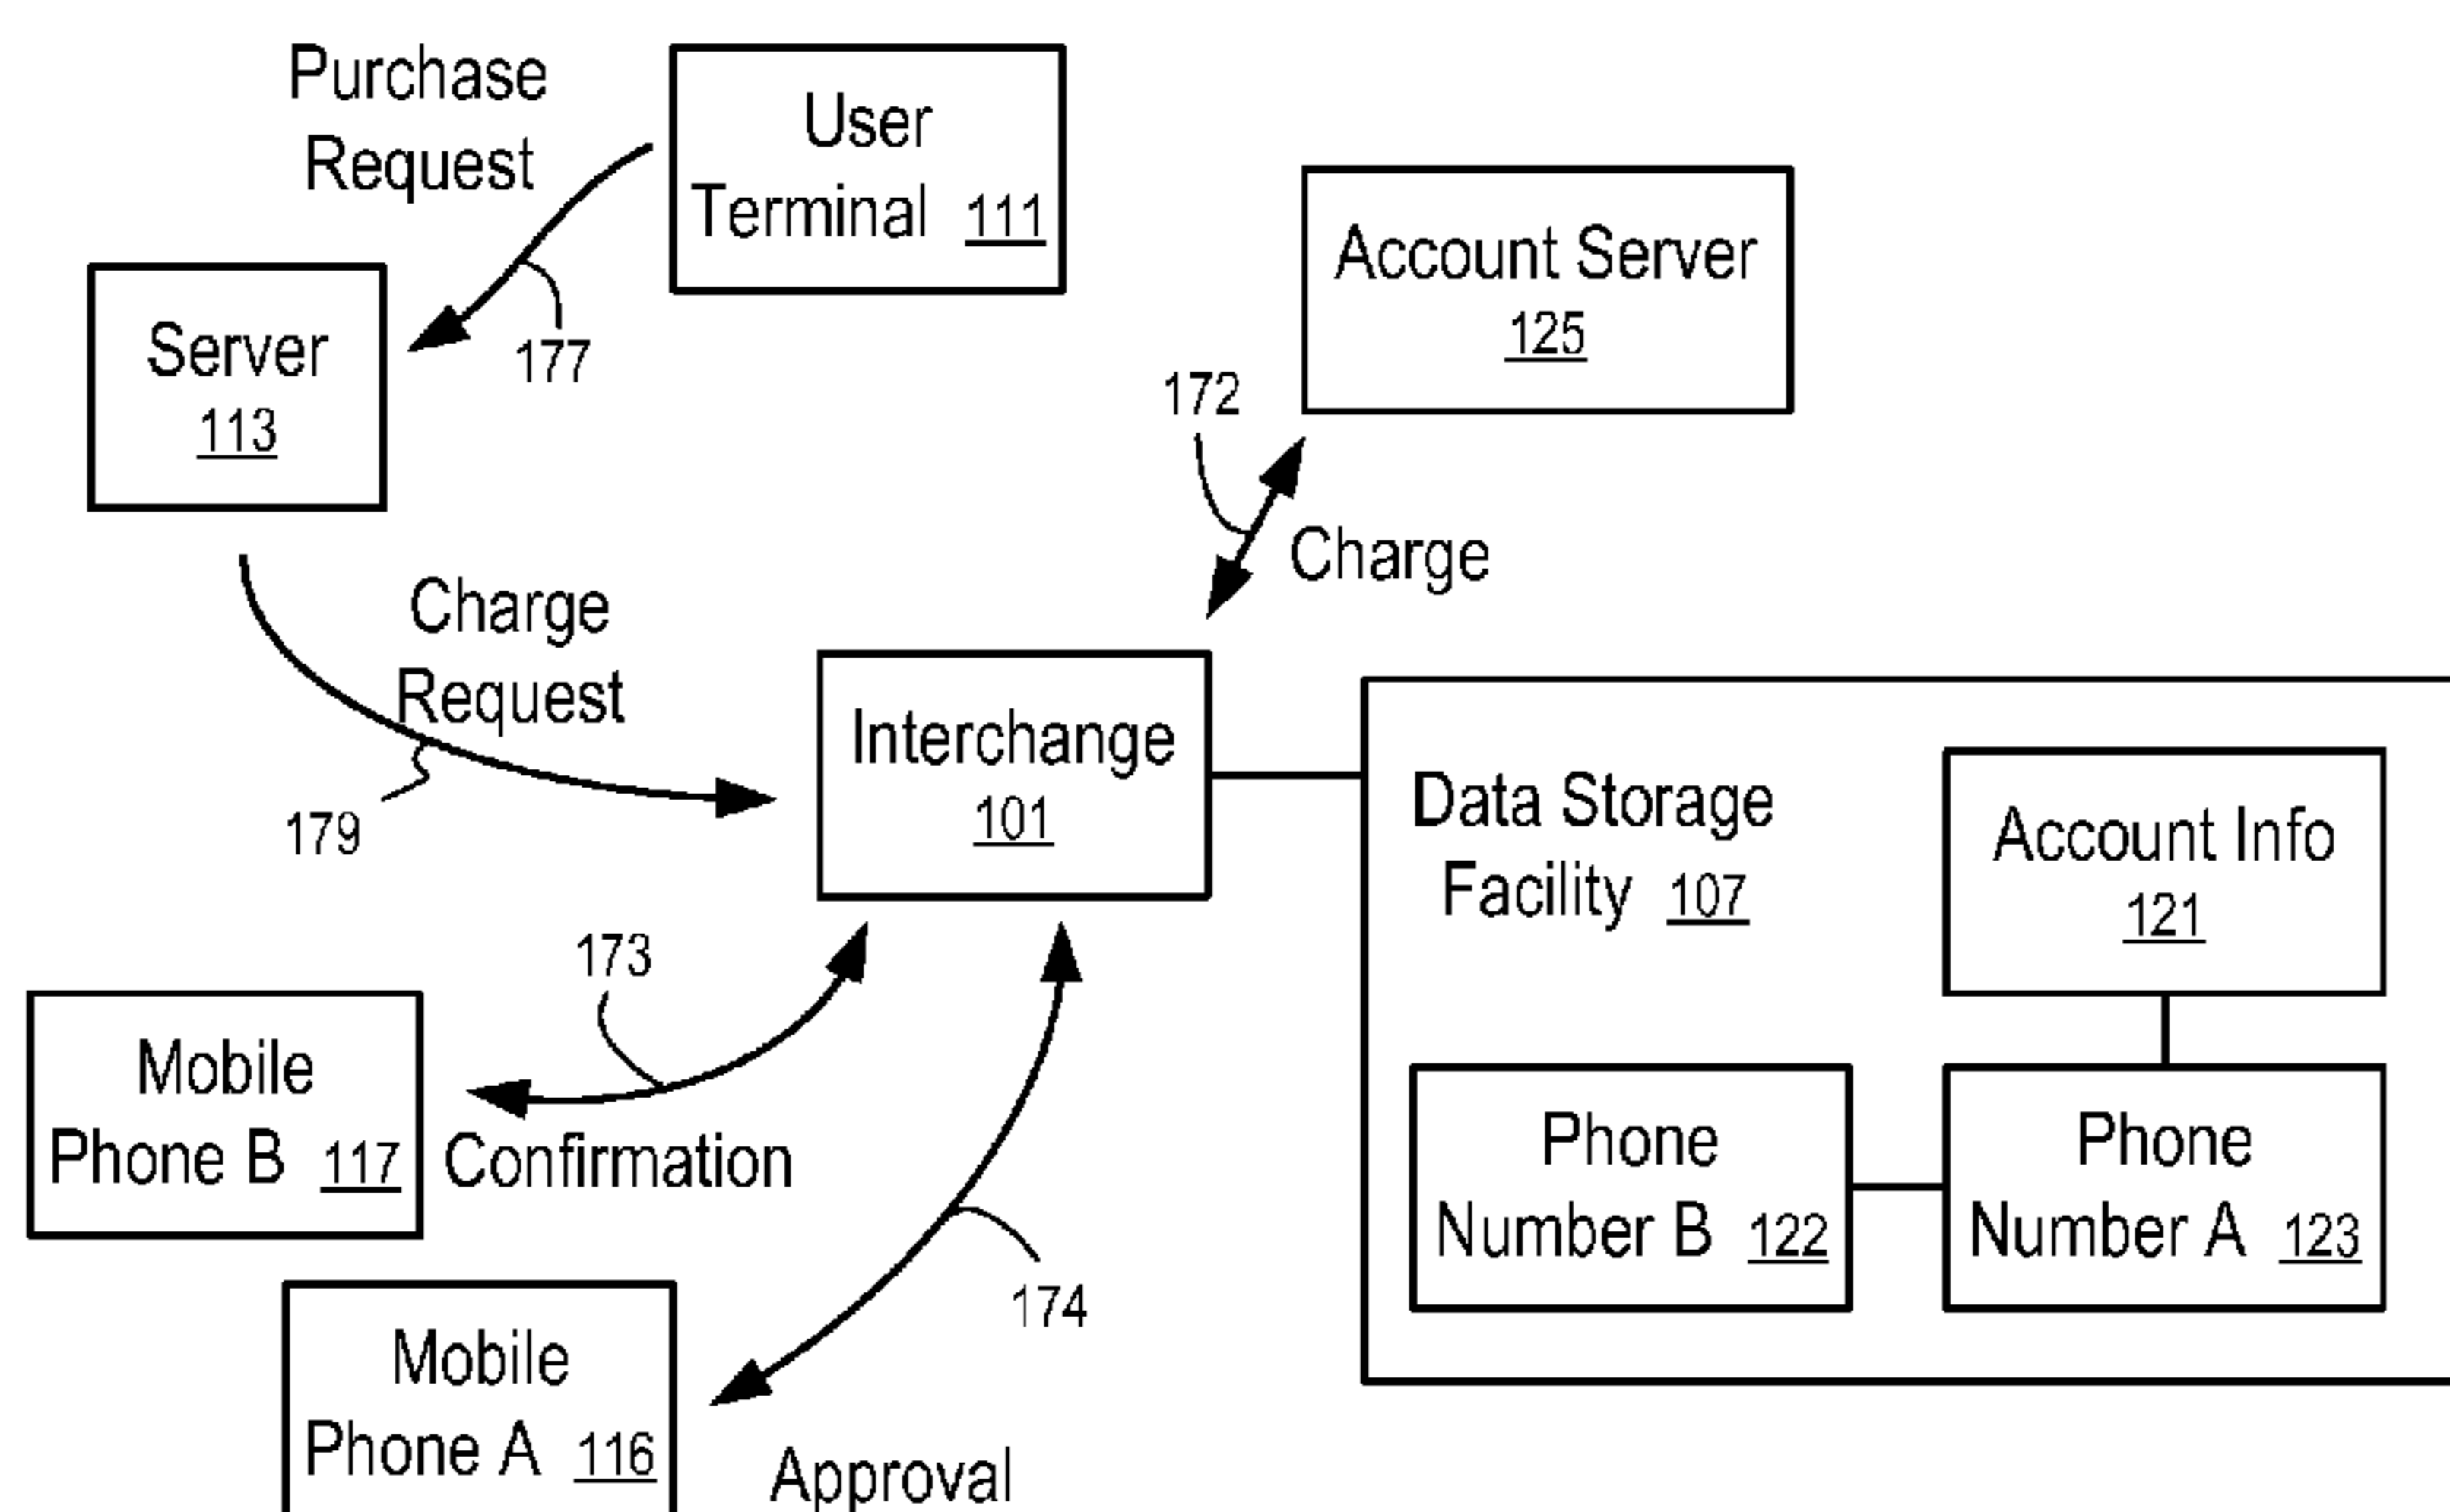 Purchase
Request
User
Terminal 111
177
Server
113
Account Server
125
172
Charge
Charge
Request
179
Interchange
101
Data Storage
Facility 107
Account Info
121
173
Mobile
Phone B 117
Confirmation
Phone
Number B 122
Phone
Number A 123
174
Mobile
Phone A 116
Approval